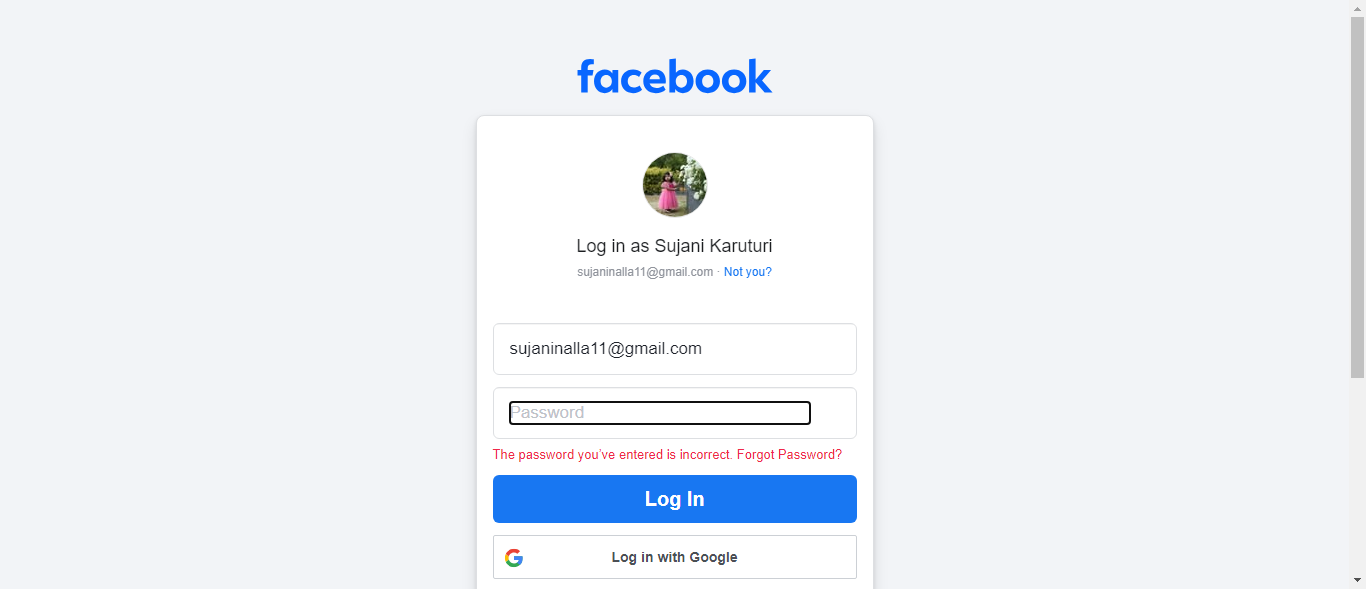 facebook
Log in as Sujani Karuturi
sujaninalla11@gmail.com · Not you?
sujaninalla11@gmail.com
Password
The password you've entered is incorrect. Forgot Password?
Log In
Log in with Google